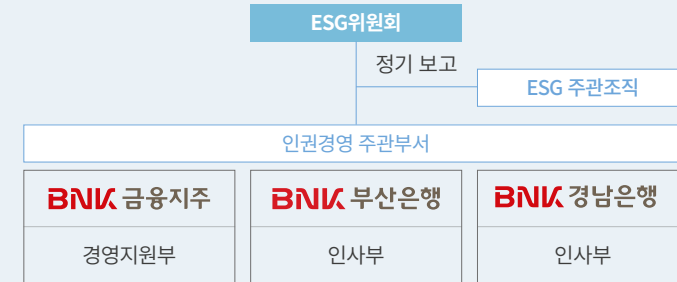 ESG위원회
정기 보고
ESG 주관조직
인권경영 주관부서
BNK 금융지주
BNK 부산은행
BNK 경남은행
경영지원부
인사부
인사부